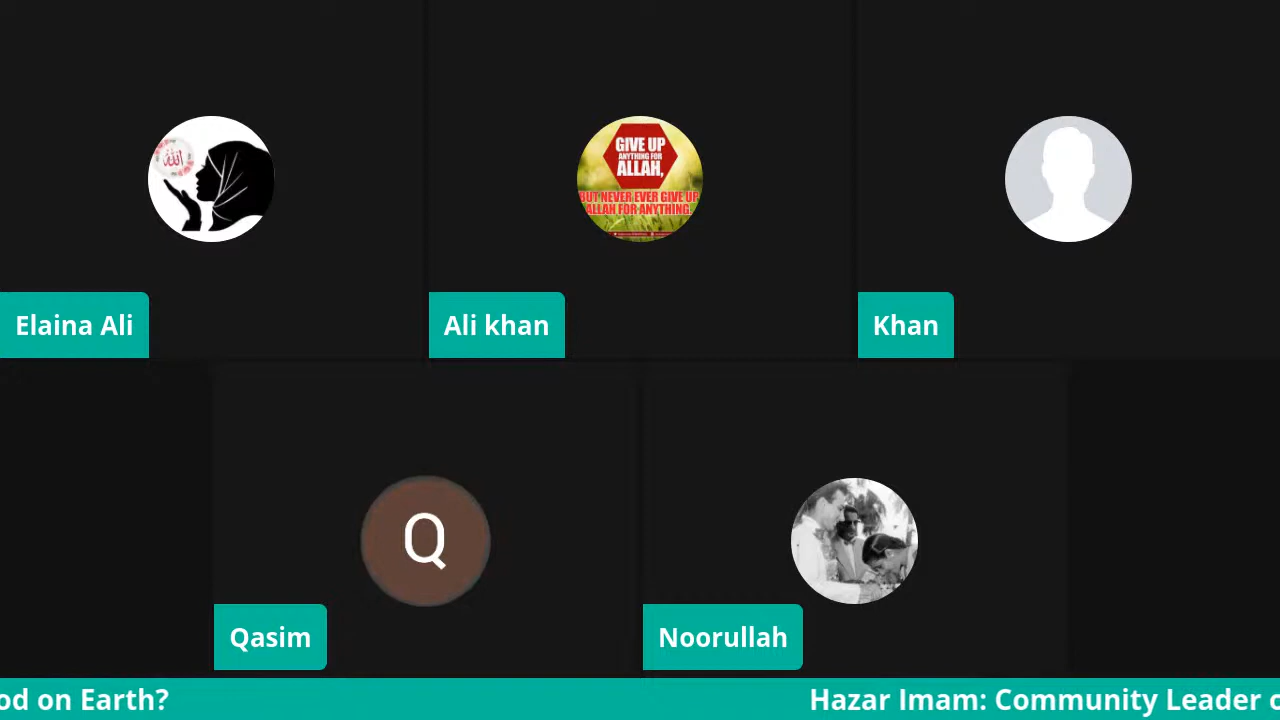 الله
GIVE UP
ANYTHING FOR
ALLAH,
BUT NEVER EVER GIVE UP
ALLAH FOR ANYTHING.
Elaina Ali
Ali khan
Khan
Q
Qasim
Noorullah
od on Earth?
Hazar Imam: Community Leader